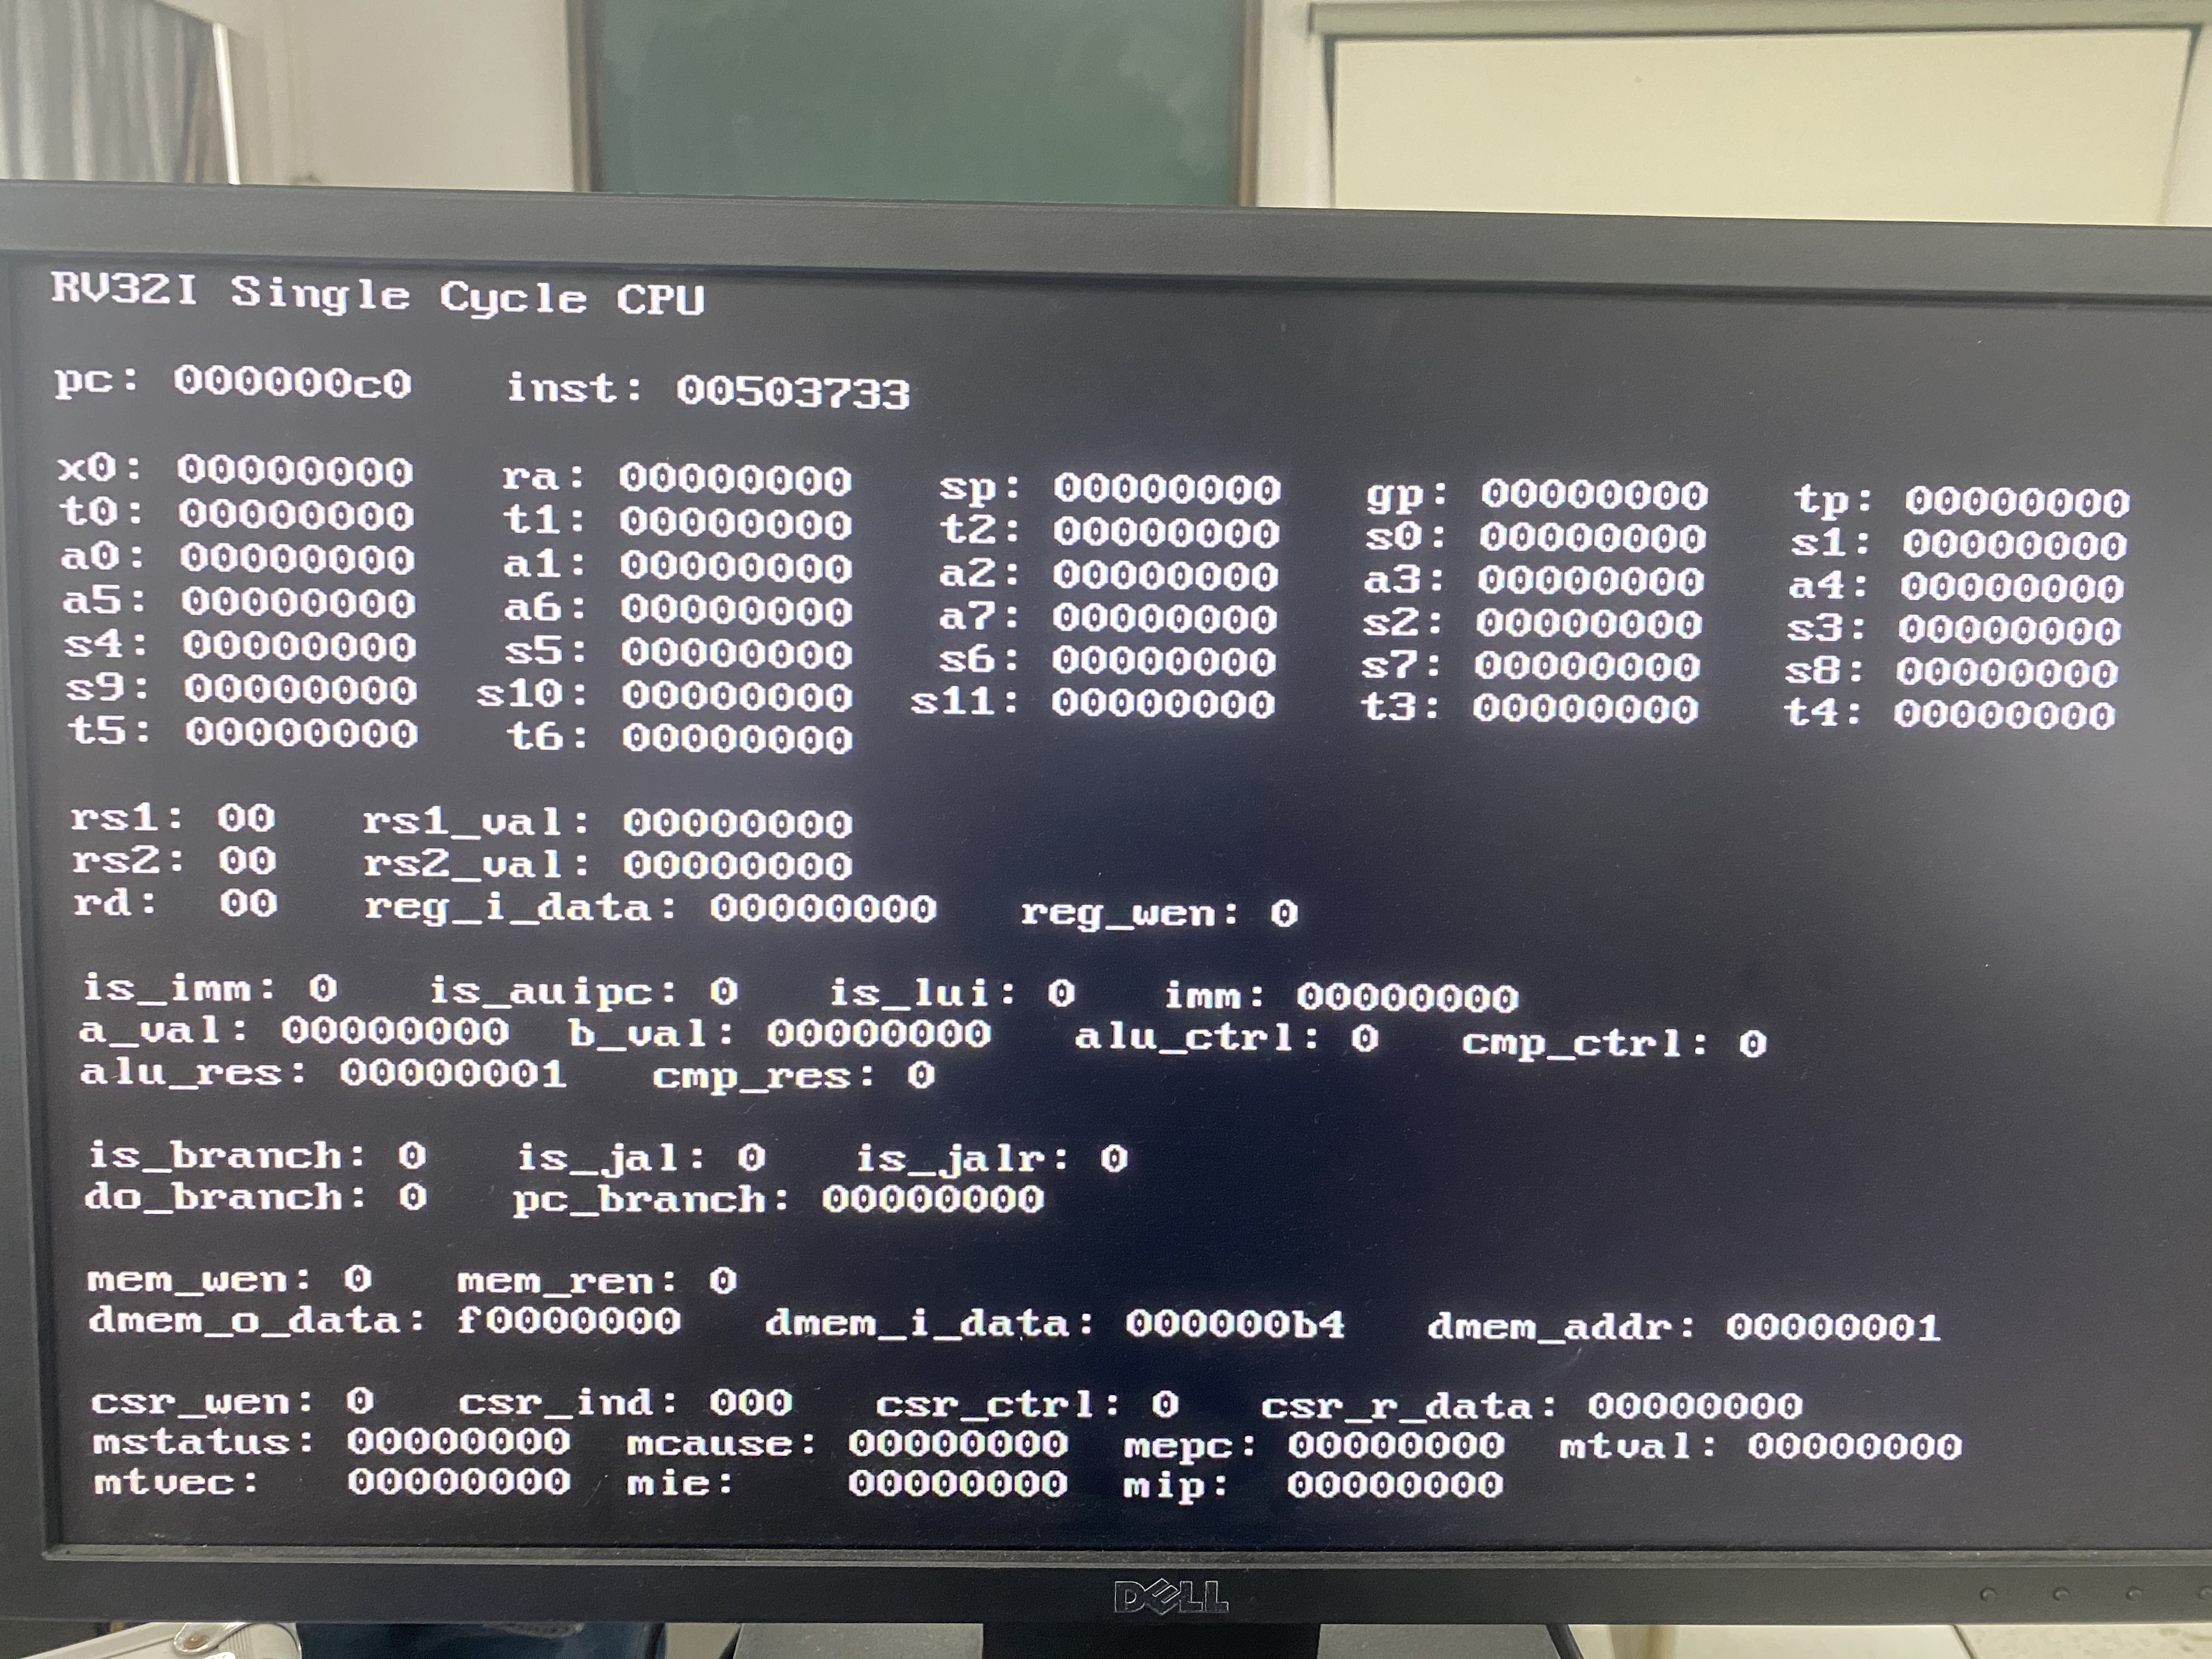 RV32I Single Cycle CPU
pc: 000000c0 inst: 00503733
x0: 00000000 ra: 00000000 sp: 00000000 gp: 00000000 tp: 00000000
t0: 00000000 t1: 00000000 t2: 00000000 s0: 00000000 s1: 00000000
a0: 00000000 a1: 00000000 a2: 00000000 a3: 00000000 a4: 00000000
a5: 00000000 a6: 00000000 a7: 00000000 s2: 00000000 s3: 00000000
s4: 00000000 s5: 00000000 s6: 00000000 s7: 00000000 s8: 00000000
s9: 00000000 s10: 00000000 s11: 00000000 t3: 00000000 t4: 00000000
t5: 00000000 t6: 00000000
rs1: 00 rs1_val: 00000000
rs2: 00 rs2_val: 00000000
rd: 00 reg_i_data: 00000000 reg_wen: 0
is_imm: 0 is_auipc: 0 is_lui: 0 imm: 00000000
a_val: 00000000 b_val: 00000000 alu_ctrl: 0 cmp_ctrl: 0
alu_res: 00000001 cmp_res: 0
is_branch: 0 is_jal: 0 is_jalr: 0
do_branch: 0 pc_branch: 00000000
mem_wen: 0 mem_ren: 0
dmem_o_data: f0000000 dmem_i_data: 000000b4 dmem_addr: 00000001
csr_wen: 0 csr_ind: 000 csr_ctrl: 0 csr_r_data: 00000000
mstatus: 00000000 mcause: 00000000 mepc: 00000000 mtval: 00000000
mtvec: 00000000 mie: 00000000 mip: 00000000
DELL